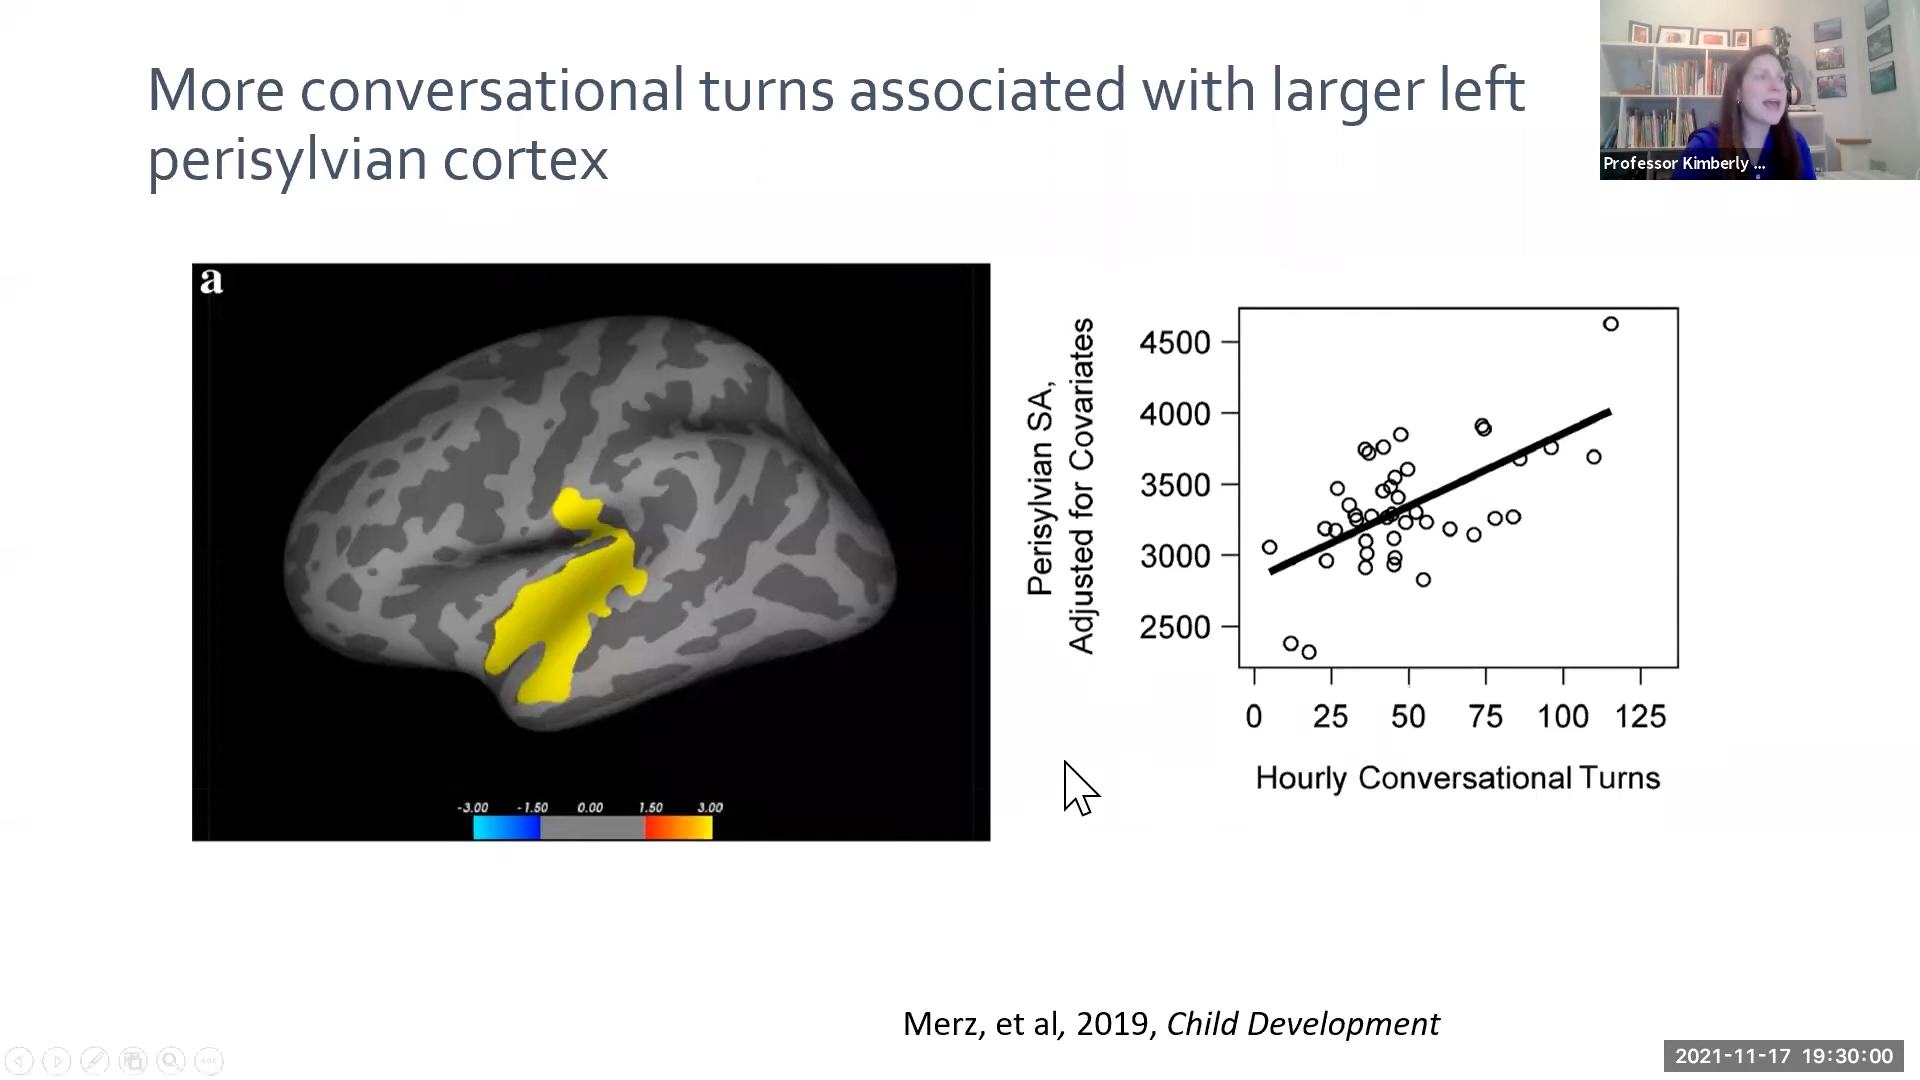 More conversational turns associated with larger left
perisylvian cortex
Professor Kimberly ...
a
-3.00 -1.50 0.00 1.50 3.00
Perisylvian SA,
Adjusted for Covariates
4500
4000
3500
3000
2500
0 25 50 75 100 125
Hourly Conversational Turns
Merz, et al, 2019, Child Development
2021-11-17 19:30:00